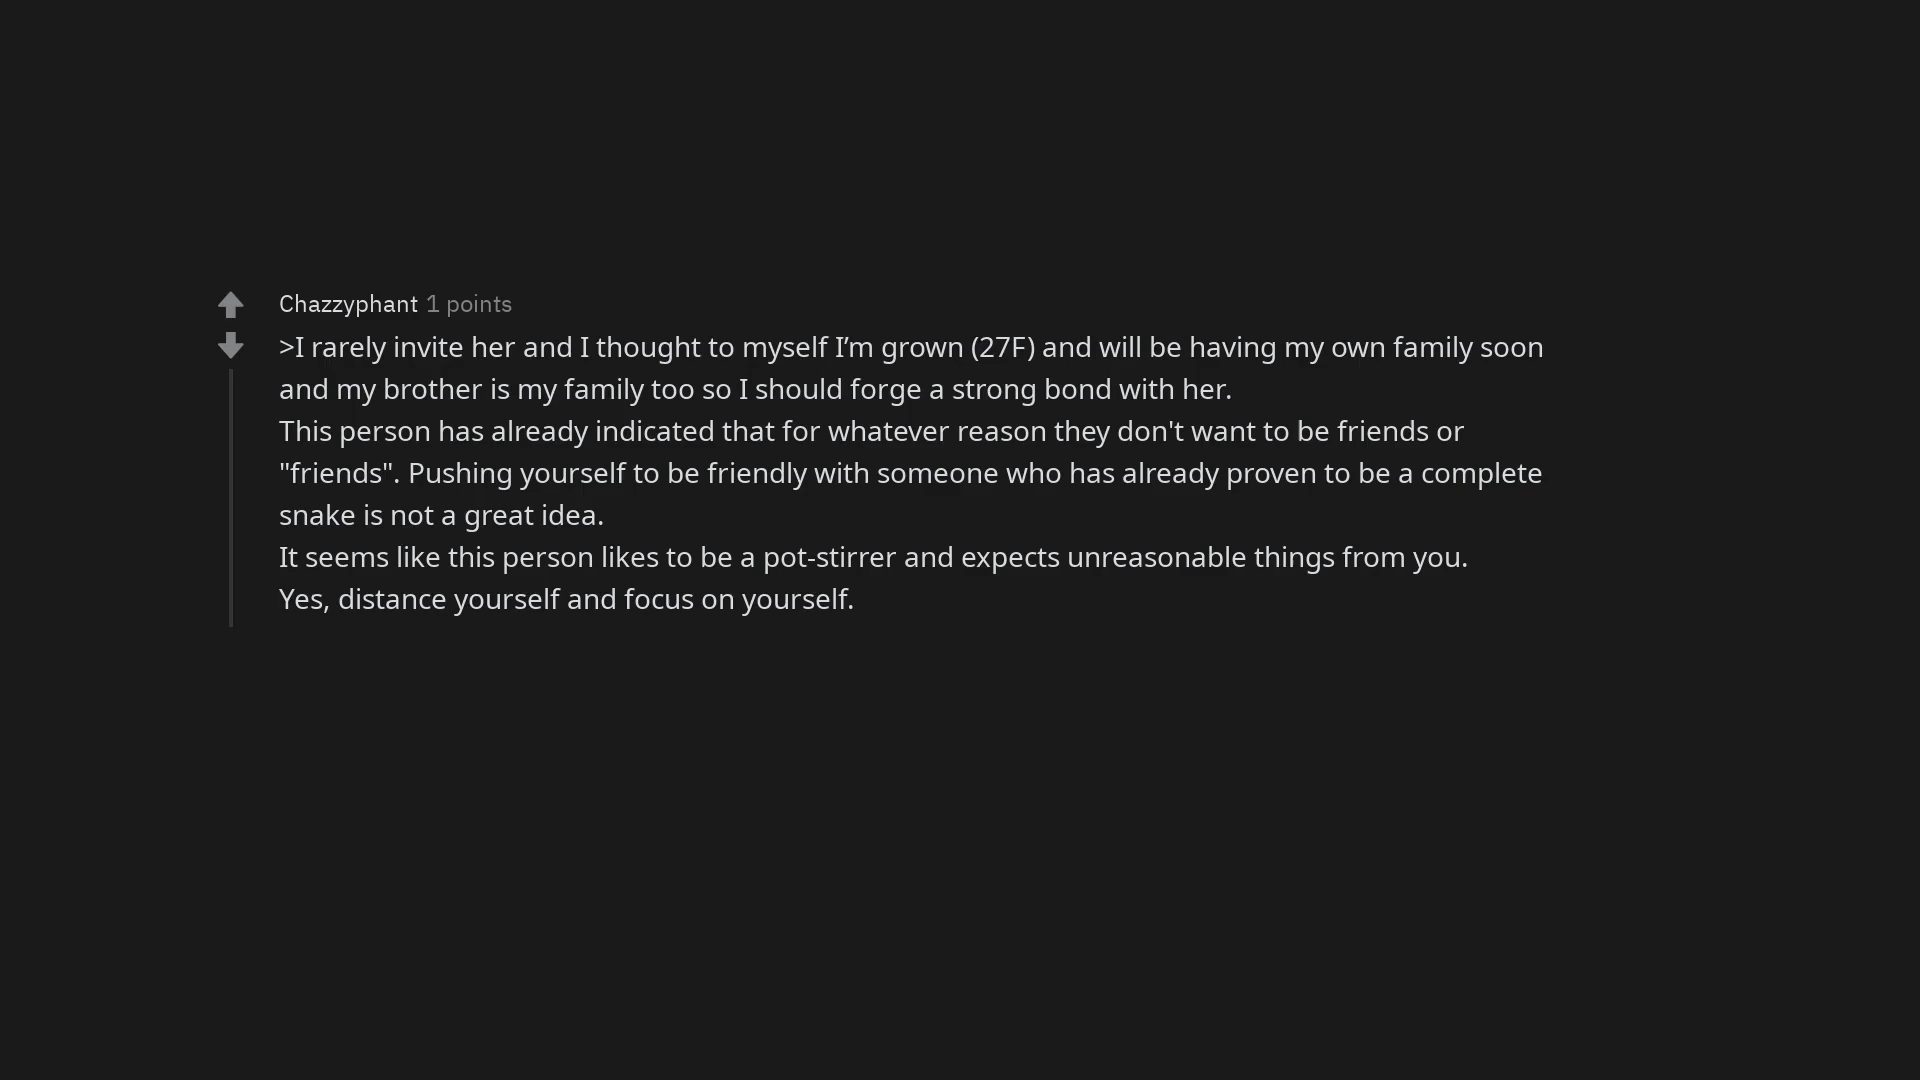 Chazzyphant 1 points
>I rarely invite her and I thought to myself I’m grown (27F) and will be having my own family soon
and my brother is my family too so I should forge a strong bond with her.
This person has already indicated that for whatever reason they don't want to be friends or
"friends". Pushing yourself to be friendly with someone who has already proven to be a complete
snake is not a great idea.
It seems like this person likes to be a pot-stirrer and expects unreasonable things from you.
Yes, distance yourself and focus on yourself.